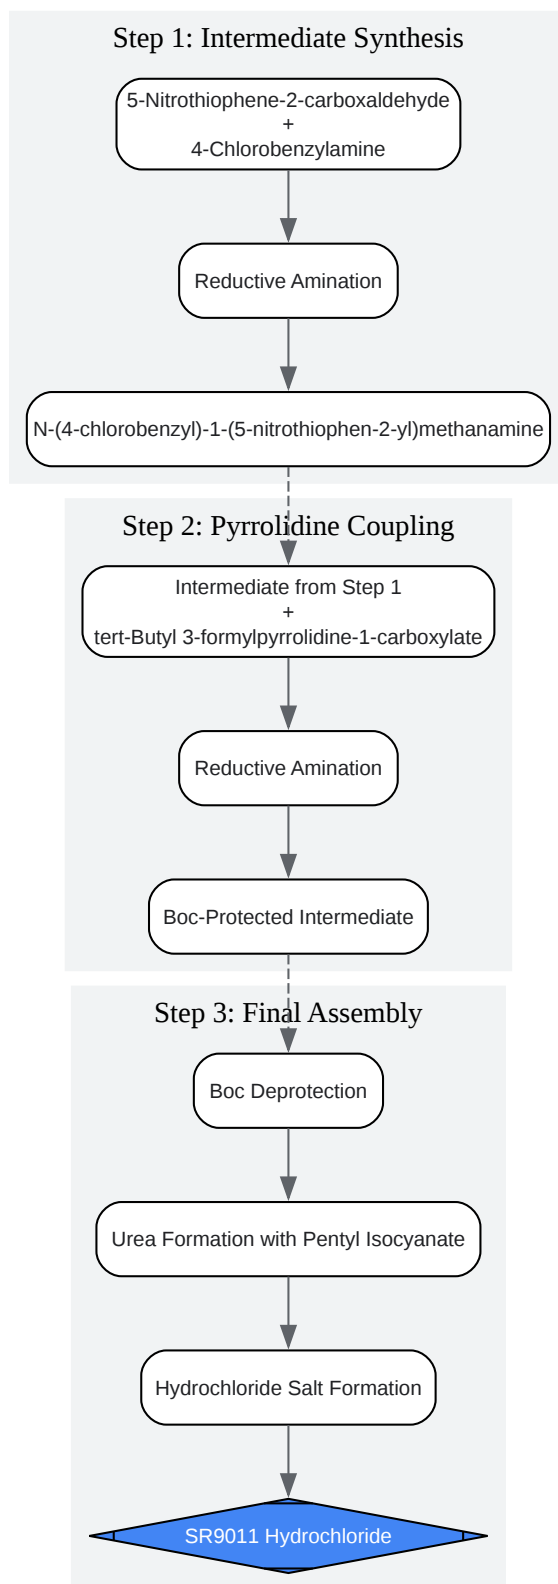 Step 1: Intermediate Synthesis
5-Nitrothiophene-2-carboxaldehyde
+
4-Chlorobenzylamine
Reductive Amination
N-(4-chlorobenzyl)-1-(5-nitrothiophen-2-yl)methanamine
Step 2: Pyrrolidine Coupling
Intermediate from Step 1
+
tert-Butyl 3-formylpyrrolidine-1-carboxylate
Reductive Amination
Boc-Protected Intermediate
Step 3: Final Assembly
Boc Deprotection
Urea Formation with Pentyl Isocyanate
Hydrochloride Salt Formation
SR9011 Hydrochloride